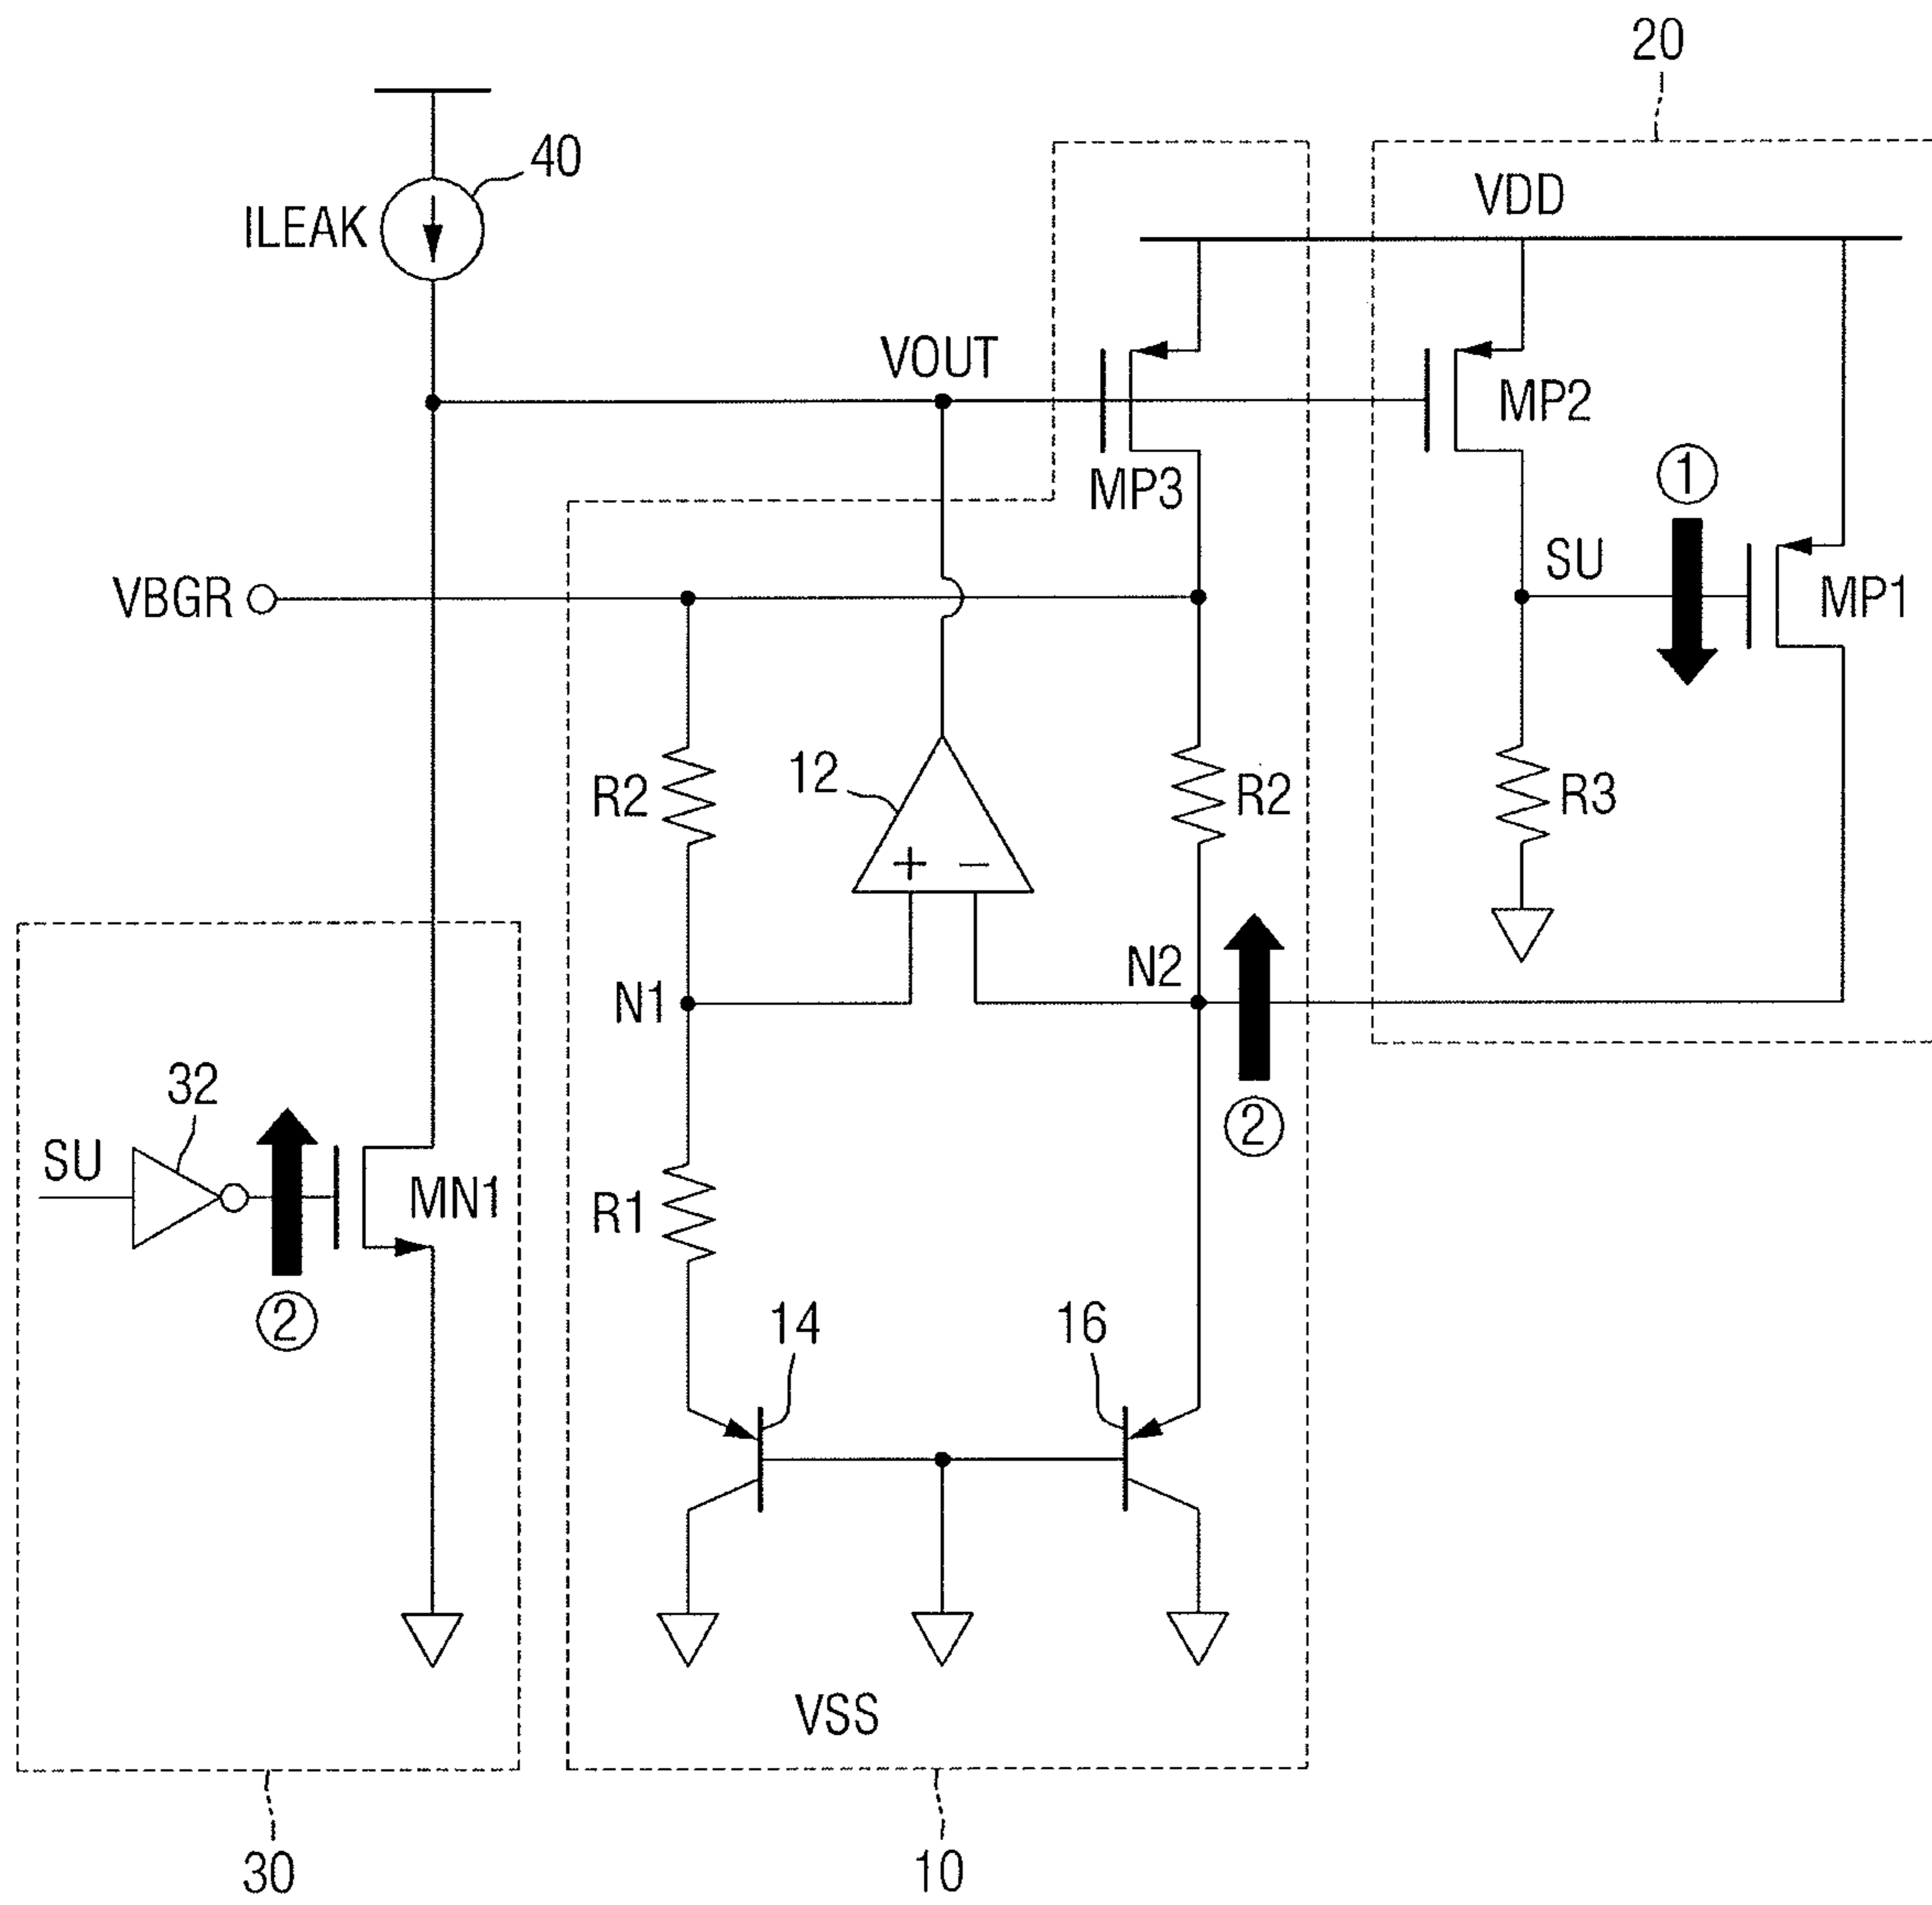 20
40
ILEAK
VDD
VOUT
MP2
MP3
①
SU
VBGR
MP1
12
R2
R2
R3
+ −
N2
N1
②
32
SU
MN1
R1
②
14
16
VSS
30
10